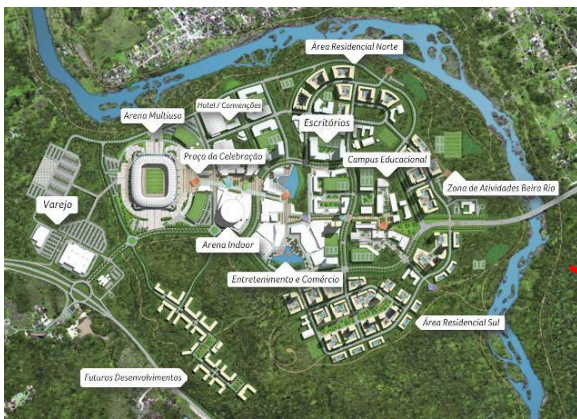 Área Residencial Norte
Hotel / Convenções
Arena Multiuso
Escritórios
Praça da Celebração
Campus Educacional
Zona de Atividades Beira Rio
Varejo
Arena Indoor
Entretenimento e Comércio
Área Residencial Sul
Futuros Desenvolvimentos